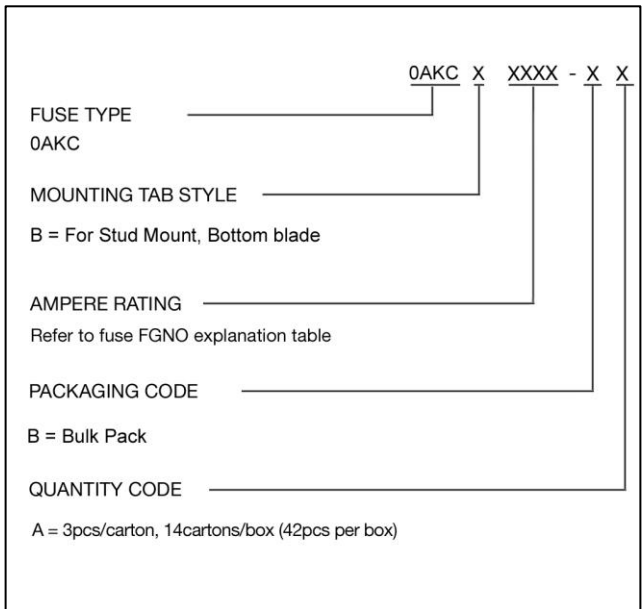 0AKC X XXXX - X X
FUSE TYPE
0AKC
MOUNTING TAB STYLE
B = For Stud Mount, Bottom blade
AMPERE RATING
Refer to fuse FGNO explanation table
PACKAGING CODE
B = Bulk Pack
QUANTITY CODE
A = 3pcs/carton, 14cartons/box (42pcs per box)